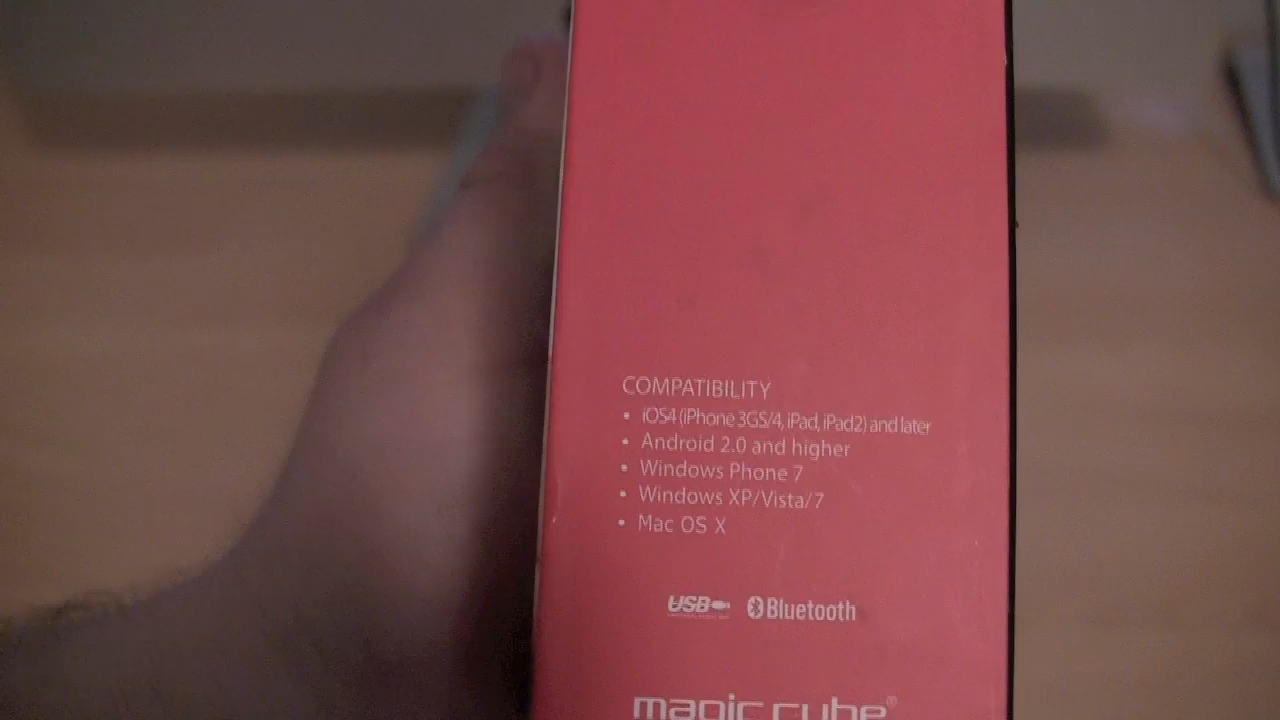 COMPATIBILITY
• iOS4 (iPhone 3GS/4, iPad, iPad2) and later
• Android 2.0 and higher
• Windows Phone 7
• Windows XP/Vista/7
• Mac OS X
USB Bluetooth
magic cube®